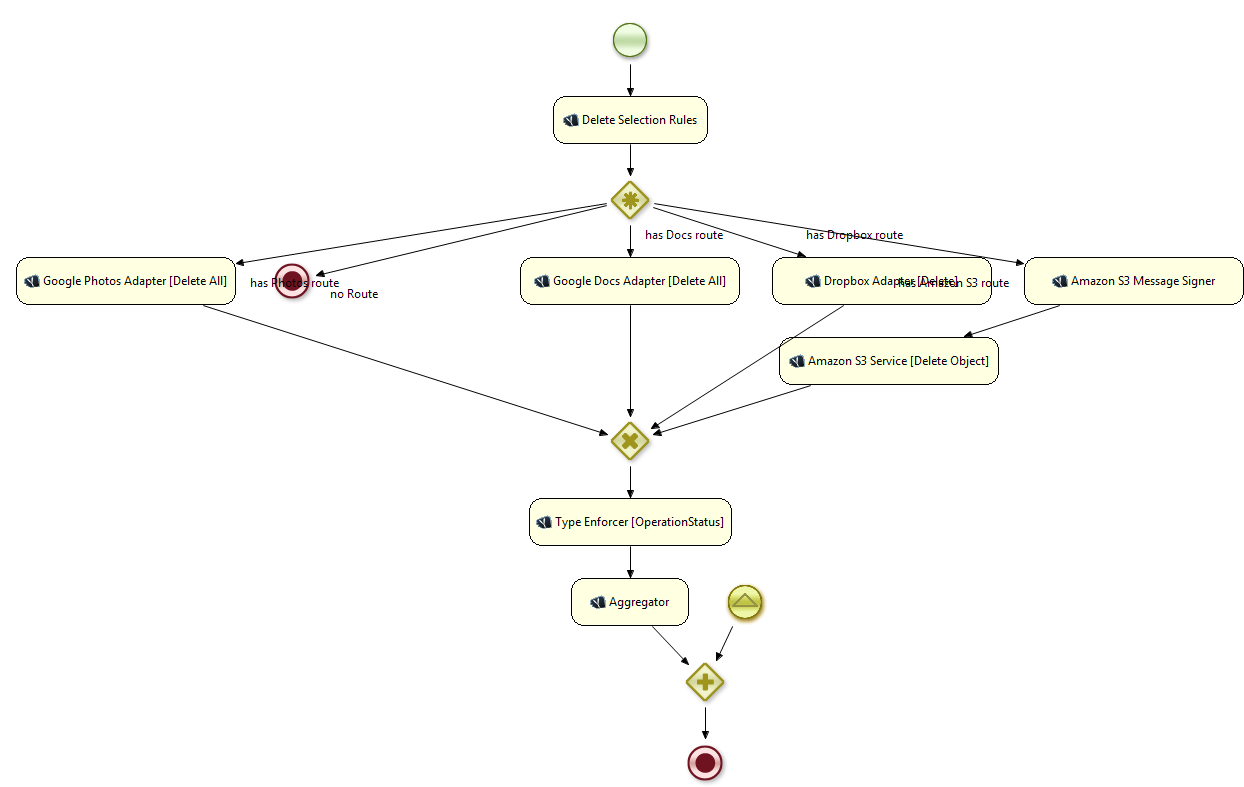 Delete Selection Rules
has Docs route
has Dropbox route
Google Photos Adapter [Delete All]
has Photos route
no Route
Google Docs Adapter [Delete All]
Dropbox Adapter [Delete]
has Amazon S3 route
Amazon S3 Message Signer
Amazon S3 Service [Delete Object]
Type Enforcer [OperationStatus]
Aggregator